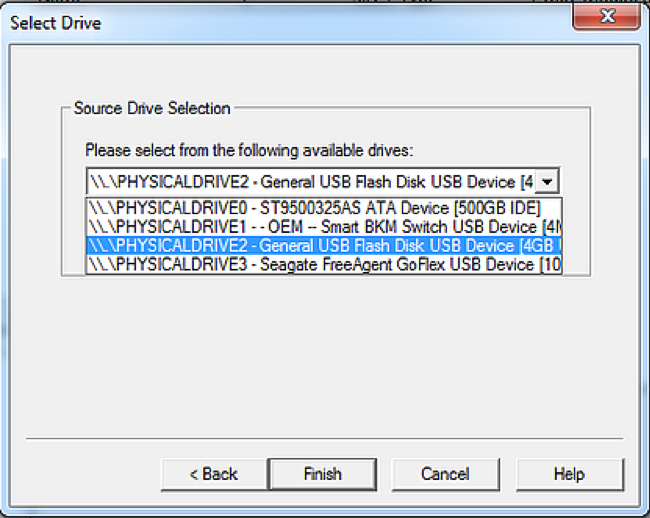 Select Drive
Source Drive Selection
Please select from the following available drives:
\\.\PHYSICALDRIVE2 - General USB Flash Disk USB Device [4
\\.\PHYSICALDRIVE0 - ST9500325AS ATA Device [500GB IDE]
\\.\PHYSICALDRIVE1 - - OEM -- Smart BKM Switch USB Device [4M
\\.\PHYSICALDRIVE2 - General USB Flash Disk USB Device [4GB
\\.\PHYSICALDRIVE3 - Seagate FreeAgent GoFlex USB Device [10
< Back
Finish
Cancel
Help